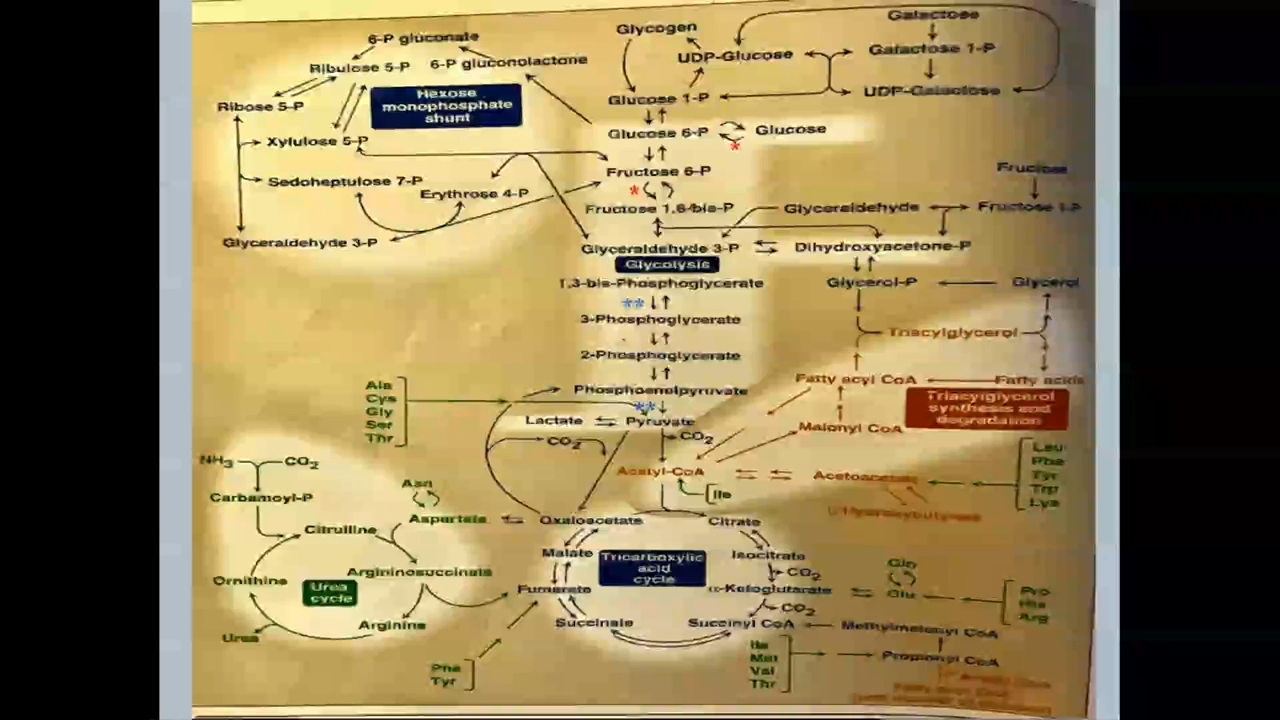 Galactose
Glycogen
6-P gluconate
UDP-Glucose
Galactose 1-P
Ribulose 5-P
6-P gluconolactone
UDP-Galactose
Hexose
monophosphate
shunt
Ribose 5-P
Glucose 1-P
Glucose 6-P
Glucose
*
Xylulose 5-P
Fructose 6-P
Fructose
Sedoheptulose 7-P
Erythrose 4-P
*
Fructose 1,6-bis-P
Glyceraldehyde
Fructose 1-P
Glyceraldehyde 3-P
Glyceraldehyde 3-P
Dihydroxyacetone-P
Glycolysis
1,3-bis-Phosphoglycerate
Glycerol-P
Glycerol
**
3-Phosphoglycerate
Triacylglycerol
2-Phosphoglycerate
Ala
Cys
Gly
Ser
Thr
Phosphoenolpyruvate
Fatty acyl CoA
Fatty acids
**
Triacylglycerol
synthesis and
degradation
Lactate
Pyruvate
CO2
CO2
Malonyl CoA
Leu
Phe
Tyr
Trp
Lys
NH3
CO2
Acetyl-CoA
Acetoacetate
Carbamoyl-P
Asn
Ile
Aspartate
Oxaloacetate
Citrate
Citrulline
Malate
Tricarboxylic
acid
cycle
Isocitrate
CO2
Gln
Argininosuccinate
Ornithine
Urea
cycle
Fumarate
α-Ketoglutarate
Glu
Pro
His
Arg
CO2
Arginine
Succinate
Succinyl CoA
Methylmalonyl CoA
Urea
Ile
Met
Val
Thr
Propionyl CoA
Phe
Tyr